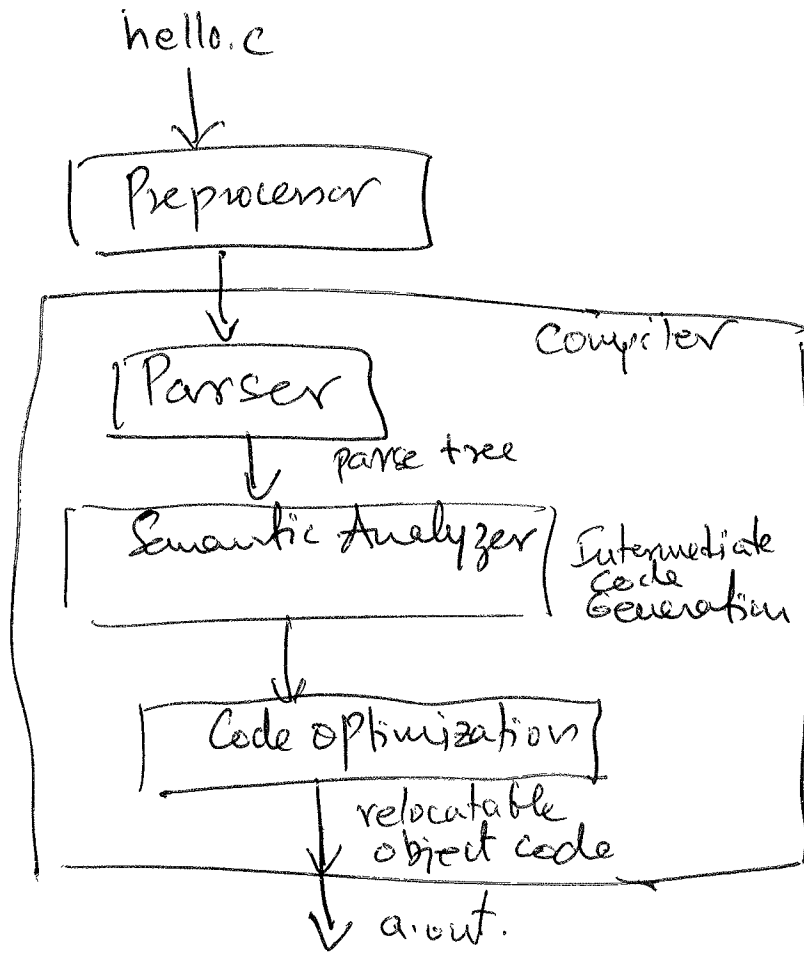 hello.c
Preprocessor
Compiler
Parser
parse tree
Semantic Analyzer
Intermediate
Code
Generation
Code optimization
relocatable
object code
a.out.